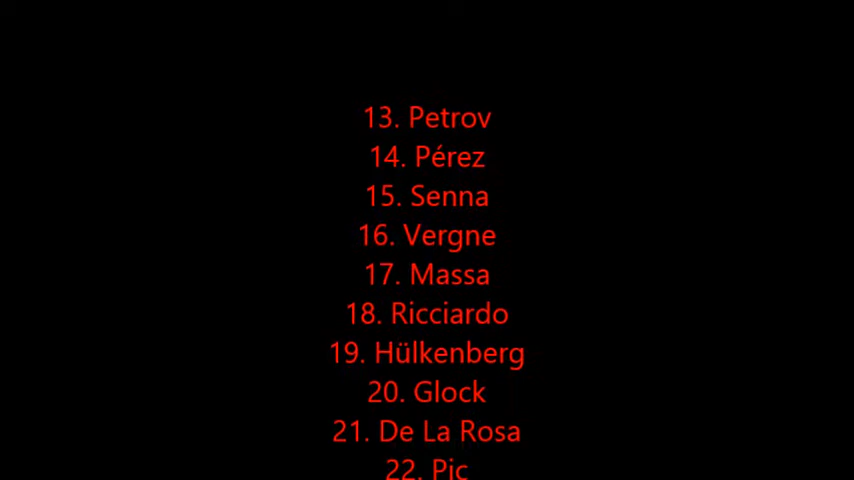 13. Petrov
14. Pérez
15. Senna
16. Vergne
17. Massa
18. Ricciardo
19. Hülkenberg
20. Glock
21. De La Rosa
22. Pic